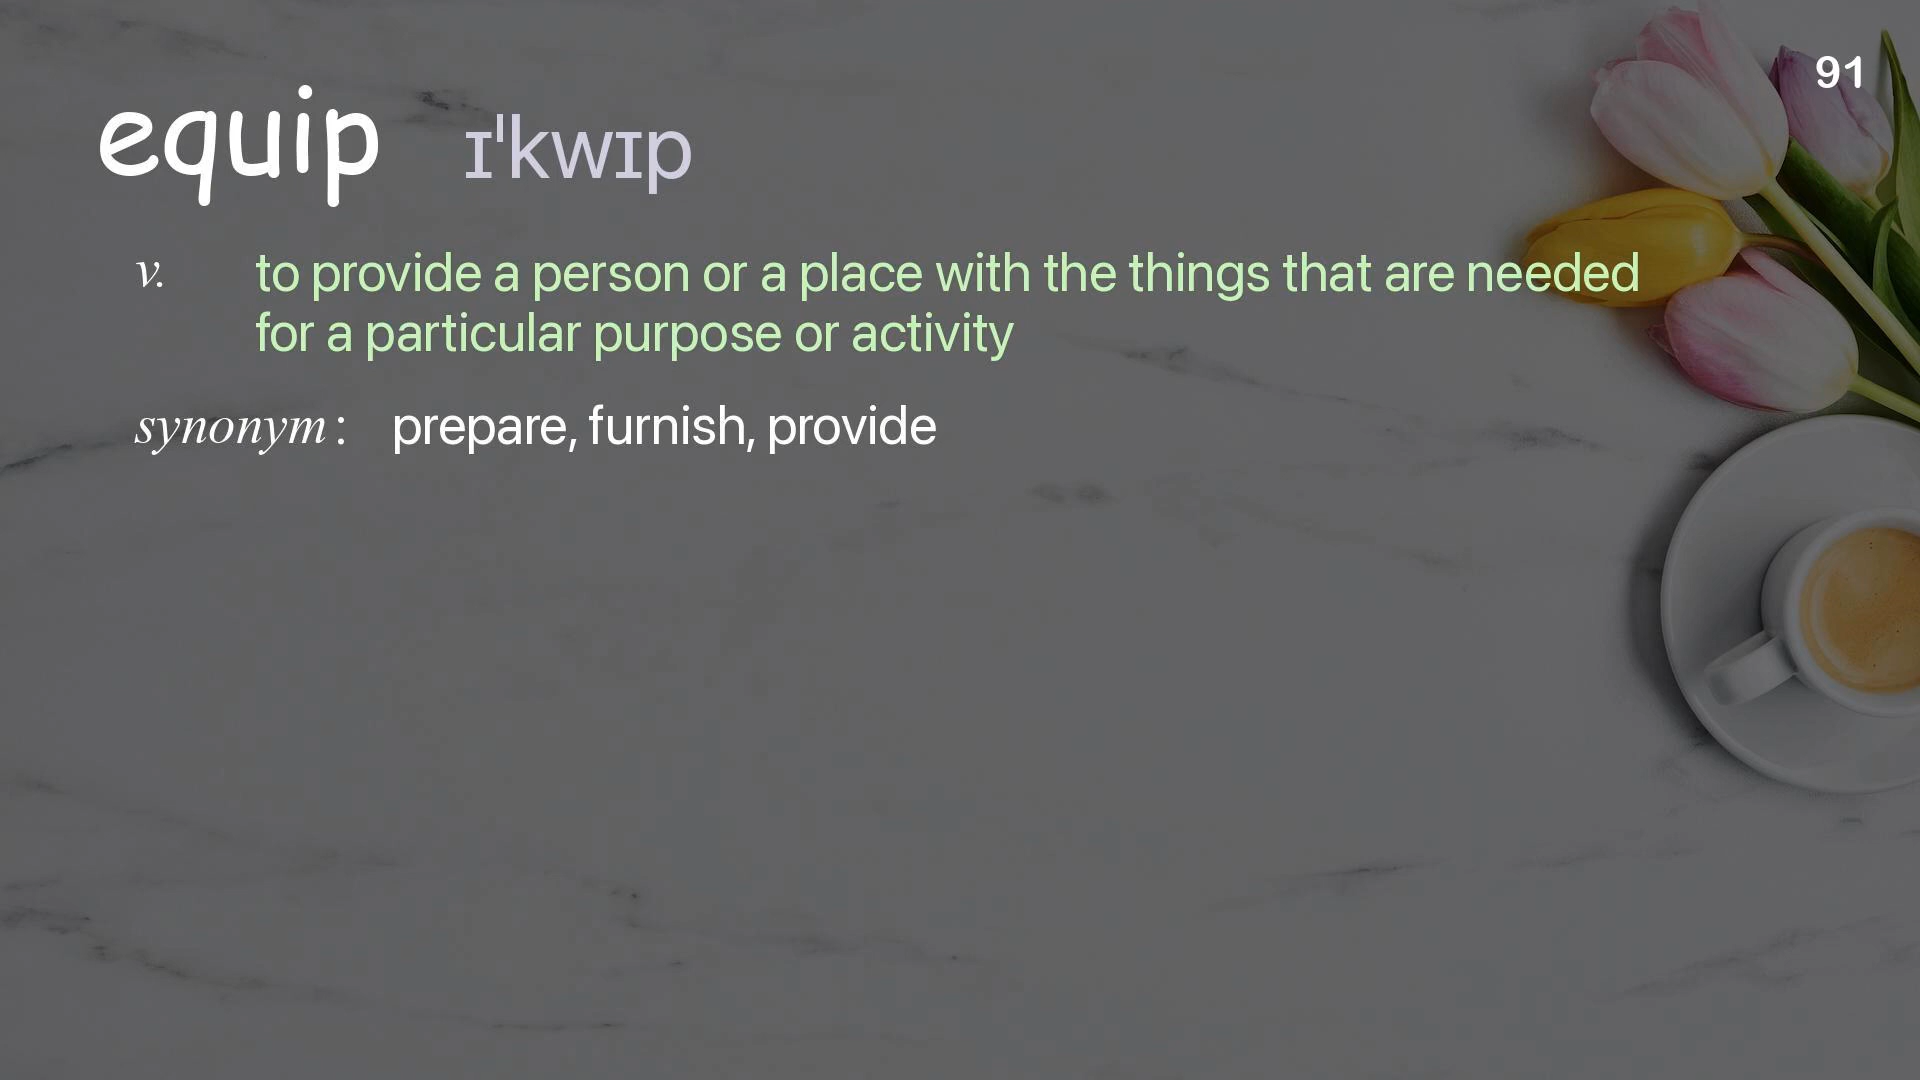 91
equip ɪˈkwɪp
v. to provide a person or a place with the things that are needed
for a particular purpose or activity
synonym: prepare, furnish, provide